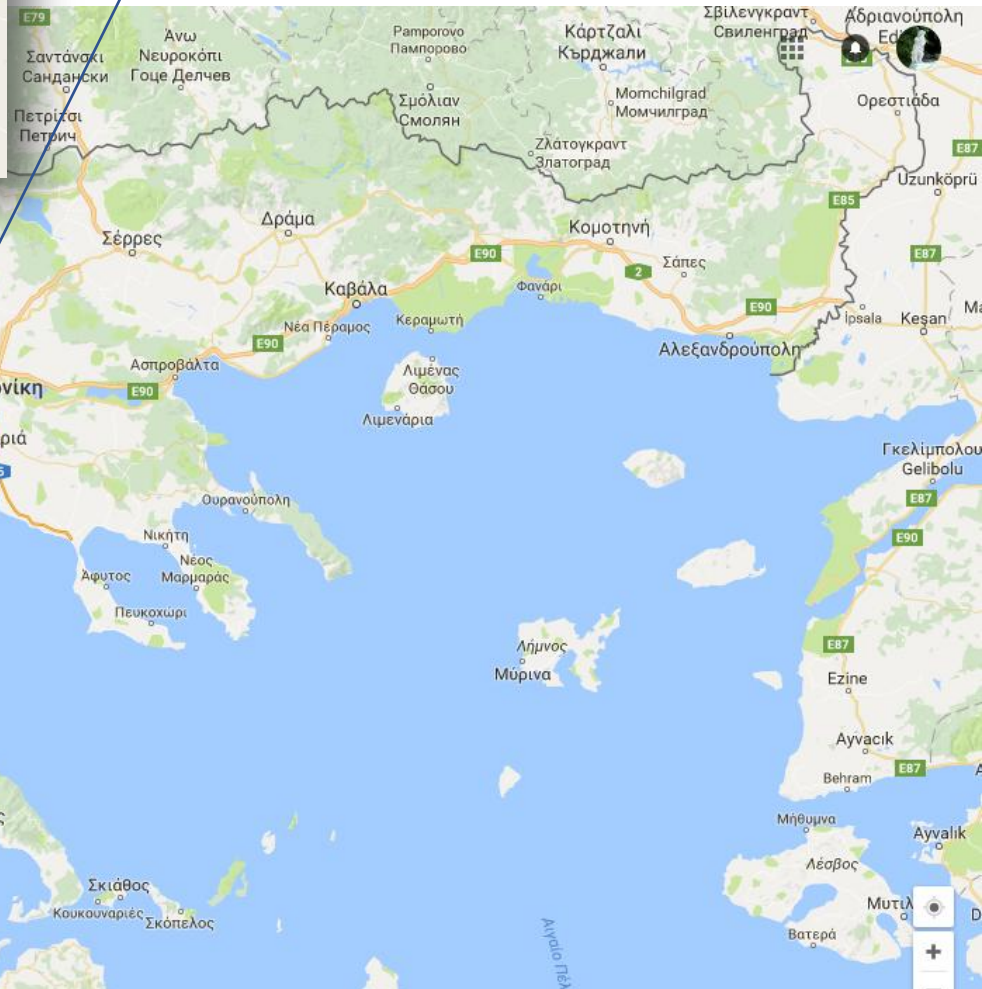 E79
Σαντάνσκι
Сандански
Άνω
Νευροκόπι
Гоце Делчев
Pamporovo
Пампорово
Κάρτζαλι
Кърджали
Σβίλενγκραντ
Свиленград
Αδριανούπολη
Πετρίτσι
Петрич
Σμόλιαν
Смолян
Momchilgrad
Момчилград
Ορεστιάδα
Ζλάτογκραντ
Златоград
E87
Uzunköprü
E85
Σέρρες
Δράμα
Κομοτηνή
E90
2
Σάπες
E87
Καβάλα
Φανάρι
Νέα Πέραμος
Κεραμωτή
E90
E90
İpsala
Keşan
Αλεξανδρούπολη
Ασπροβάλτα
E90
Λιμένας
Θάσου
Λιμενάρια
νίκη
ριά
Γκελίμπολου
Gelibolu
E87
E90
Ουρανούπολη
Νικήτη
Νέος
Μαρμαράς
Άφυτος
Πευκοχώρι
Λήμνος
Μύρινα
E87
Ezine
Ayvacık
E87
Behram
Μήθυμνα
Ayvalık
Λέσβος
Σκιάθος
Κουκουναριές
Σκόπελος
Μυτιλ
Βατερά
Αιγαίο Πέλ
+